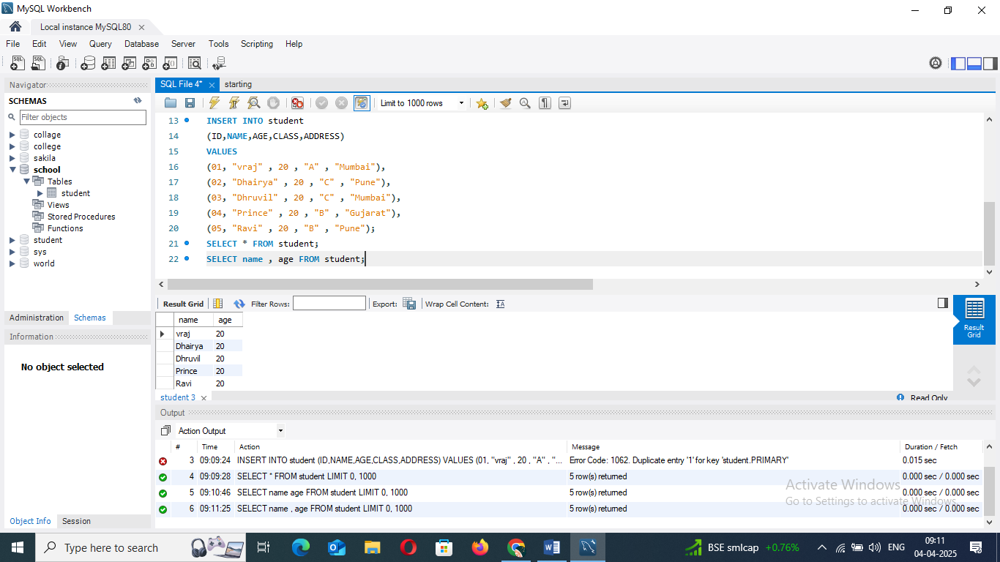 MySQL Workbench
Local instance MySQL80
File Edit View Query Database Server Tools Scripting Help
Navigator
SCHEMAS
Filter objects
collage
college
sakila
school
Tables
student
Views
Stored Procedures
Functions
student
sys
world
Administration Schemas
Information
No object selected
Object Info Session
SQL File 4* starting
Limit to 1000 rows
13 INSERT INTO student
14 (ID,NAME,AGE,CLASS,ADDRESS)
15 VALUES
16 (01, "vraj" , 20 , "A" , "Mumbai"),
17 (02, "Dhairya" , 20 , "C" , "Pune"),
18 (03, "Dhruvil" , 20 , "C" , "Mumbai"),
19 (04, "Prince" , 20 , "B" , "Gujarat"),
20 (05, "Ravi" , 20 , "B" , "Pune");
21 SELECT * FROM student;
22 SELECT name , age FROM student;
Result Grid Filter Rows: Export: Wrap Cell Content:
name age
vraj 20
Dhairya 20
Dhruvil 20
Prince 20
Ravi 20
Result
Grid
student 3 Read Only
Output
Action Output
# Time Action Message Duration / Fetch
3 09:09:24 INSERT INTO student (ID,NAME,AGE,CLASS,ADDRESS) VALUES (01, "vraj" , 20 , "A" , "... Error Code: 1062. Duplicate entry '1' for key 'student.PRIMARY' 0.015 sec
4 09:09:28 SELECT * FROM student LIMIT 0, 1000 5 row(s) returned 0.000 sec / 0.000 sec
5 09:10:46 SELECT name age FROM student LIMIT 0, 1000 5 row(s) returned 0.000 sec / 0.000 sec
6 09:11:25 SELECT name , age FROM student LIMIT 0, 1000 5 row(s) returned 0.000 sec / 0.000 sec
Activate Windows
Go to Settings to activate Windows.
Type here to search
BSE smlcap +0.76%
ENG
09:11
04-04-2025